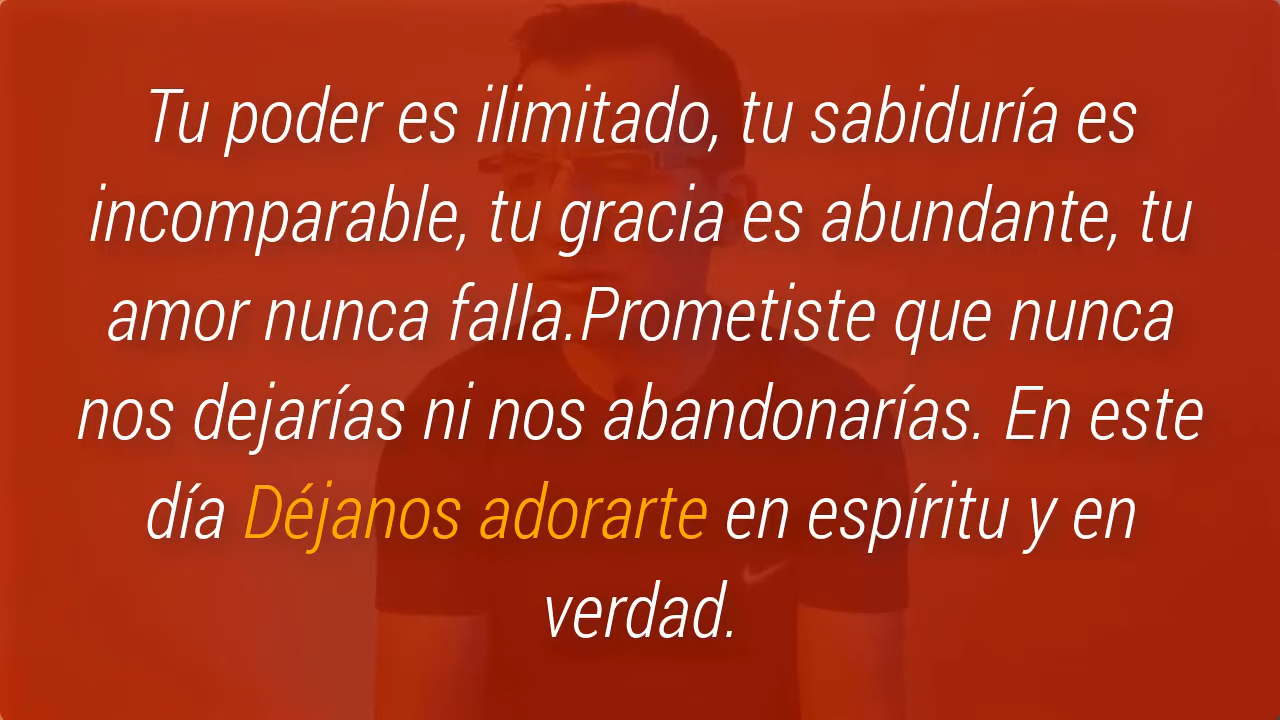 Tu poder es ilimitado, tu sabiduría es
incomparable, tu gracia es abundante, tu
amor nunca falla.Prometiste que nunca
nos dejarías ni nos abandonarías. En este
día Déjanos adorarte en espíritu y en
verdad.